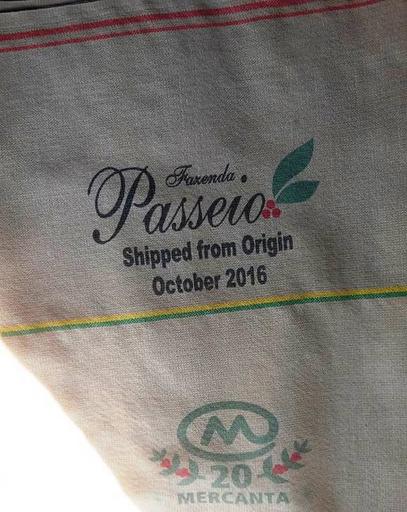 Fazenda
Passeio
Shipped from Origin
October 2016
M
20
MERCANTA